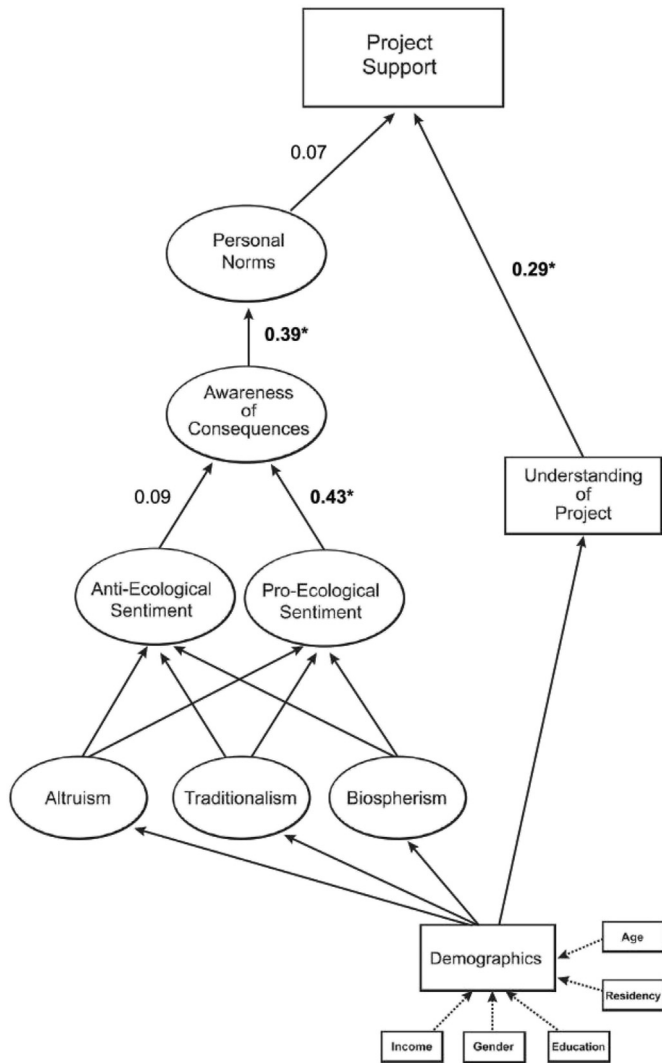 Project
Support
0.07
Personal
Norms
0.29*
0.39*
Awareness
of
Consequences
0.09
0.43*
Understanding
of
Project
Anti-Ecological
Sentiment
Pro-Ecological
Sentiment
Altruism
Traditionalism
Biospherism
Demographics
Age
Residency
Income
Gender
Education